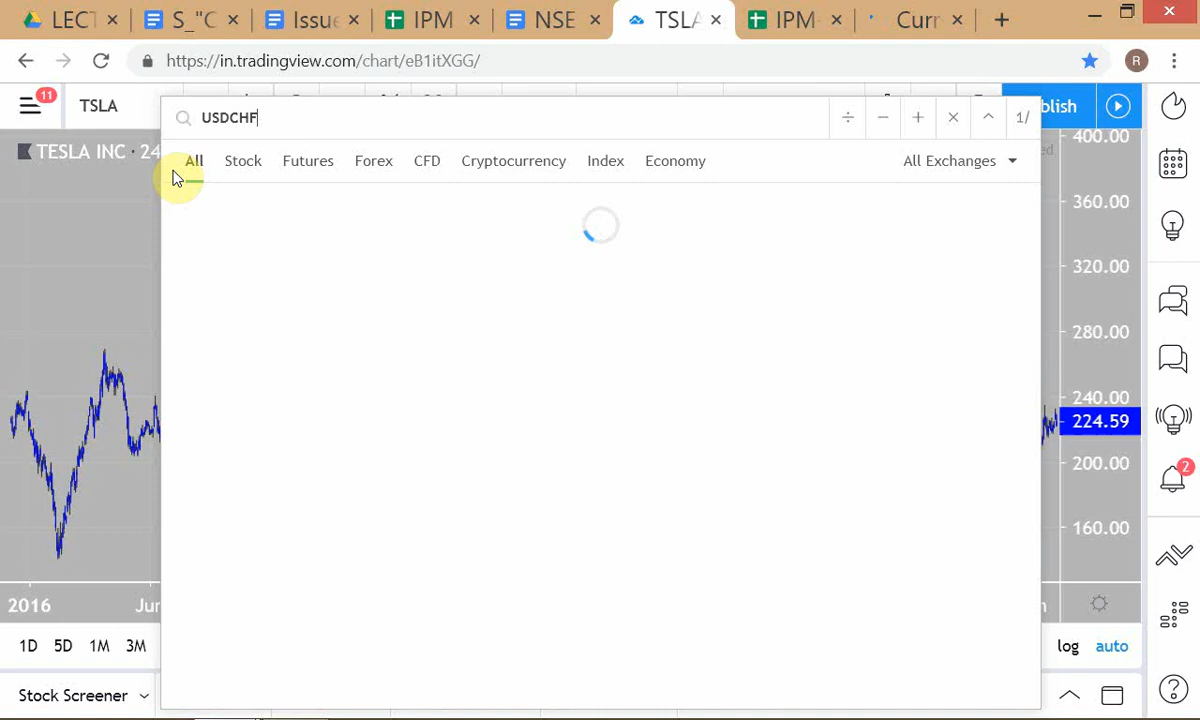 LECT
S_"C
Issue
IPM
NSE
TSLA
IPM
Curr
https://in.tradingview.com/chart/eB1itXGG/
R
11
TSLA
blish
USDCHF
÷ − + × ^ 1/
TESLA INC · 24
All Stock Futures Forex CFD Cryptocurrency Index Economy All Exchanges
400.00
360.00
320.00
280.00
240.00
224.59
200.00
160.00
2
2016
Jun
1D 5D 1M 3M
log auto
Stock Screener
?